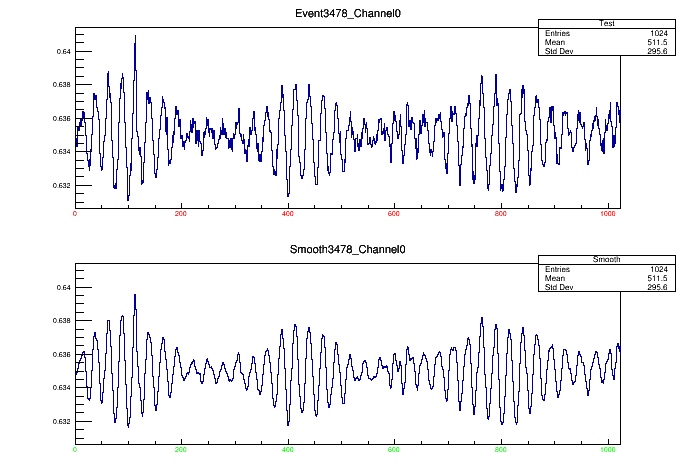 Event3478_Channel0
Test
Entries 1024
Mean 511.5
Std Dev 295.6
0.64
0.638
0.636
0.634
0.632
0 200 400 600 800 1000
Smooth3478_Channel0
Smooth
Entries 1024
Mean 511.5
Std Dev 295.6
0.64
0.638
0.636
0.634
0.632
0 200 400 600 800 1000